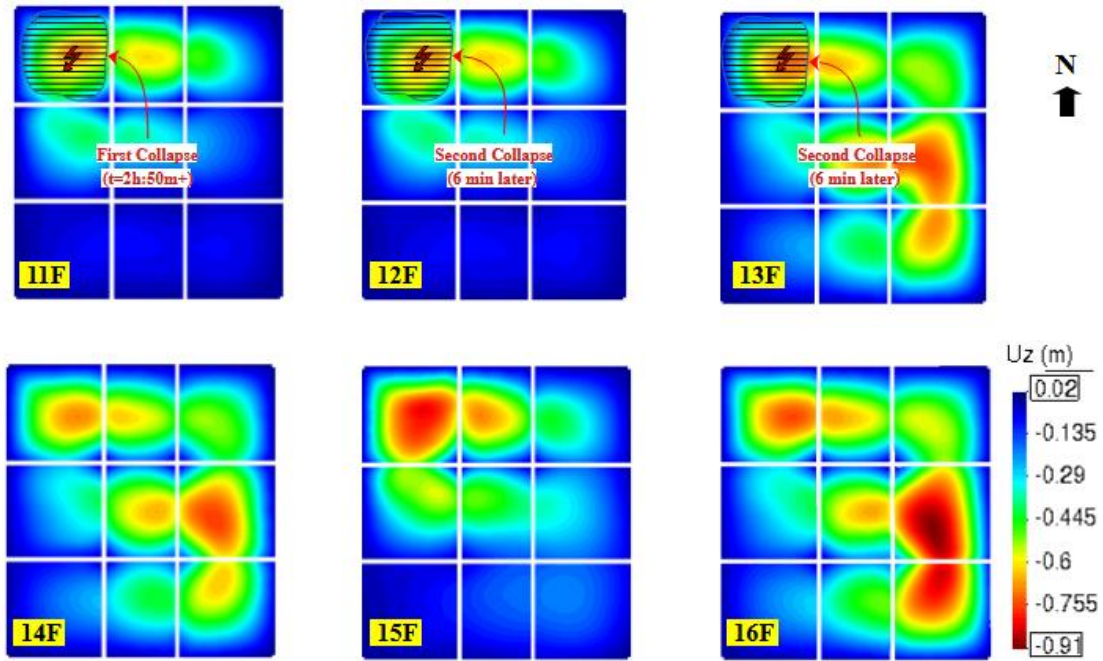 First Collapse
(t=2h:50m+)
11F
Second Collapse
(6 min later)
12F
Second Collapse
(6 min later)
13F
N
14F
15F
16F
Uz (m)
0.02
-0.135
-0.29
-0.445
-0.6
-0.755
-0.91